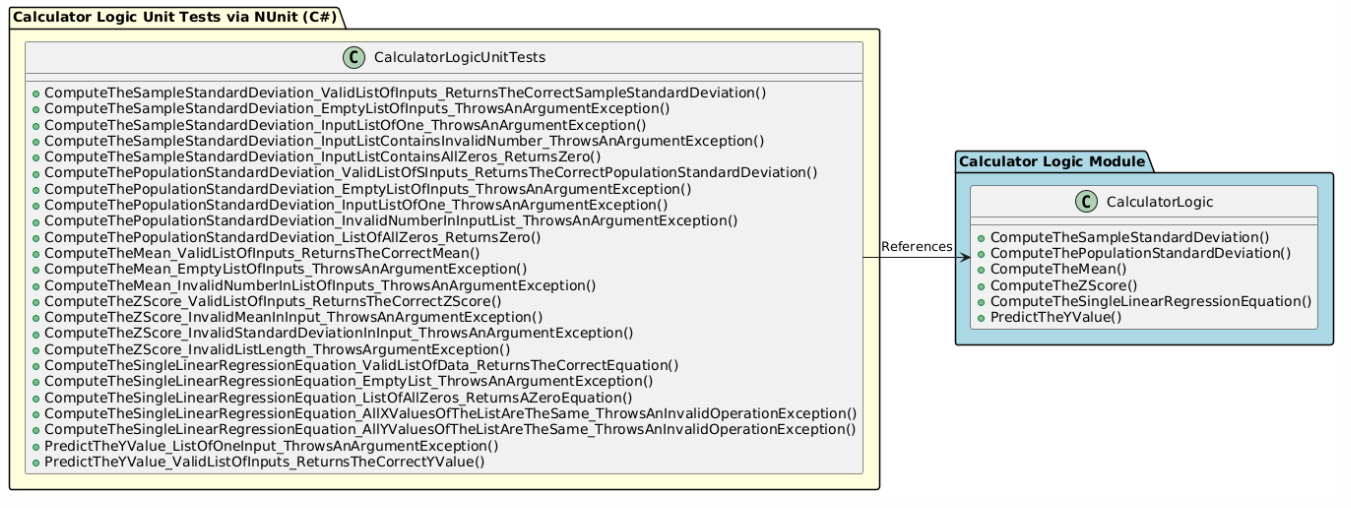 Calculator Logic Unit Tests via NUnit (C#)
C CalculatorLogicUnitTests
ComputeTheSampleStandardDeviation_ValidListOfInputs_ReturnsTheCorrectSampleStandardDeviation()
ComputeTheSampleStandardDeviation_EmptyListOfInputs_ThrowsAnArgumentException()
ComputeTheSampleStandardDeviation_InputListOfOne_ThrowsAnArgumentException()
ComputeTheSampleStandardDeviation_InputListContainsInvalidNumber_ThrowsAnArgumentException()
ComputeTheSampleStandardDeviation_InputListContainsAllZeros_ReturnsZero()
ComputeThePopulationStandardDeviation_ValidListOfSInputs_ReturnsTheCorrectPopulationStandardDeviation()
ComputeThePopulationStandardDeviation_EmptyListOfInputs_ThrowsAnArgumentException()
ComputeThePopulationStandardDeviation_InputListOfOne_ThrowsAnArgumentException()
ComputeThePopulationStandardDeviation_InvalidNumberInInputList_ThrowsAnArgumentException()
ComputeThePopulationStandardDeviation_ListOfAllZeros_ReturnsZero()
ComputeTheMean_ValidListOfInputs_ReturnsTheCorrectMean()
ComputeTheMean_EmptyListOfInputs_ThrowsAnArgumentException()
ComputeTheMean_InvalidNumberInListOfInputs_ThrowsAnArgumentException()
ComputeTheZScore_ValidListOfInputs_ReturnsTheCorrectZScore()
ComputeTheZScore_InvalidMeanInInput_ThrowsAnArgumentException()
ComputeTheZScore_InvalidStandardDeviationInInput_ThrowsAnArgumentException()
ComputeTheZScore_InvalidListLength_ThrowsArgumentException()
ComputeTheSingleLinearRegressionEquation_ValidListOfData_ReturnsTheCorrectEquation()
ComputeTheSingleLinearRegressionEquation_EmptyList_ThrowsAnArgumentException()
ComputeTheSingleLinearRegressionEquation_ListOfAllZeros_ReturnsAZeroEquation()
ComputeTheSingleLinearRegressionEquation_AllXValuesOfTheListAreTheSame_ThrowsAnInvalidOperationException()
ComputeTheSingleLinearRegressionEquation_AllYValuesOfTheListAreTheSame_ThrowsAnInvalidOperationException()
PredictTheYValue_ListOfOneInput_ThrowsAnArgumentException()
PredictTheYValue_ValidListOfInputs_ReturnsTheCorrectYValue()
References
Calculator Logic Module
C CalculatorLogic
ComputeTheSampleStandardDeviation()
ComputeThePopulationStandardDeviation()
ComputeTheMean()
ComputeTheZScore()
ComputeTheSingleLinearRegressionEquation()
PredictTheYValue()